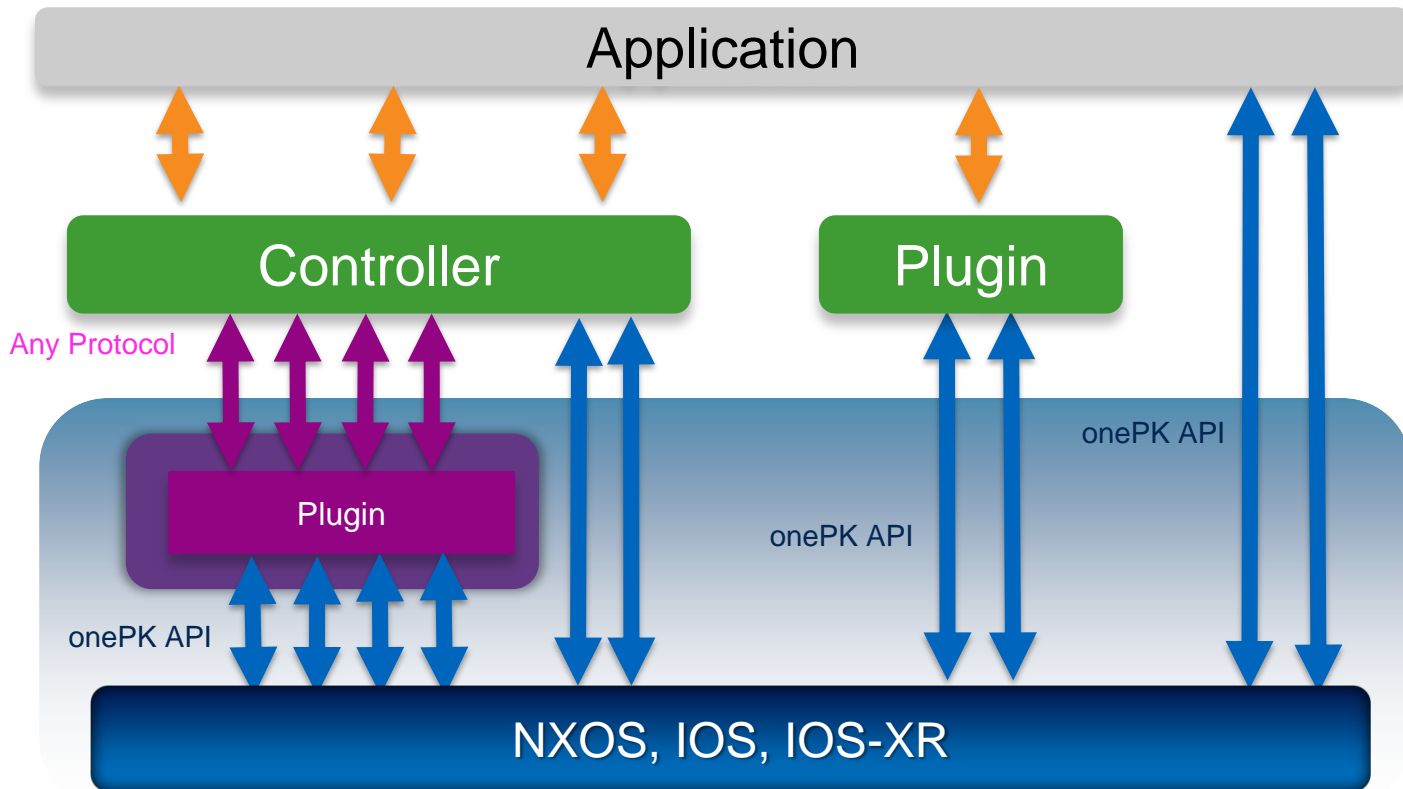 Application
Controller
Plugin
Any Protocol
onePK API
Plugin
onePK API
onePK API
NXOS, IOS, IOS-XR